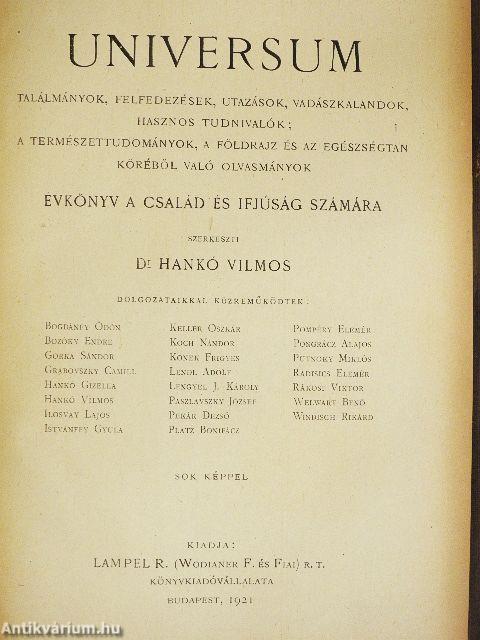 UNIVERSUM
TALÁLMÁNYOK, FELFEDEZÉSEK, UTAZÁSOK, VADÁSZKALANDOK,
HASZNOS TUDNIVALÓK;
A TERMÉSZETTUDOMÁNYOK, A FÖLDRAJZ ÉS AZ EGÉSZSÉGTAN
KÖRÉBŐL VALÓ OLVASMÁNYOK
ÉVKÖNYV A CSALÁD ÉS IFJÚSÁG SZÁMÁRA
SZERKESZTI
Dr HANKÓ VILMOS
DOLGOZATAIKKAL KÖZREMŰKÖDTEK:
BOGDÁNFY ÖDÖN
BOZÓKY ENDRE
GORKA SÁNDOR
GRABOVSZKY CAMILL
HANKÓ GIZELLA
HANKÓ VILMOS
ILOSVAY LAJOS
ISTVÁNFFY GYULA
KELLER OSZKÁR
KOCH NÁNDOR
KONEK FRIGYES
LENDL ADOLF
LENGYEL J. KÁROLY
PASZLAVSZKY JÓZSEF
PEKÁR DEZSŐ
PLATZ BONIFÁCZ
POMPÉRY ELEMÉR
PONGRÁCZ ALAJOS
PUTNOKY MIKLÓS
RADISICS ELEMÉR
RÁKOSI VIKTOR
WELWART BENŐ
WINDISCH RIKÁRD
SOK KÉPPEL
KIADJA:
LAMPEL R. (WODIANER F. ÉS FIAI) R. T.
KÖNYVKIADÓVÁLLALATA
BUDAPEST, 1921
Antikvárium.hu